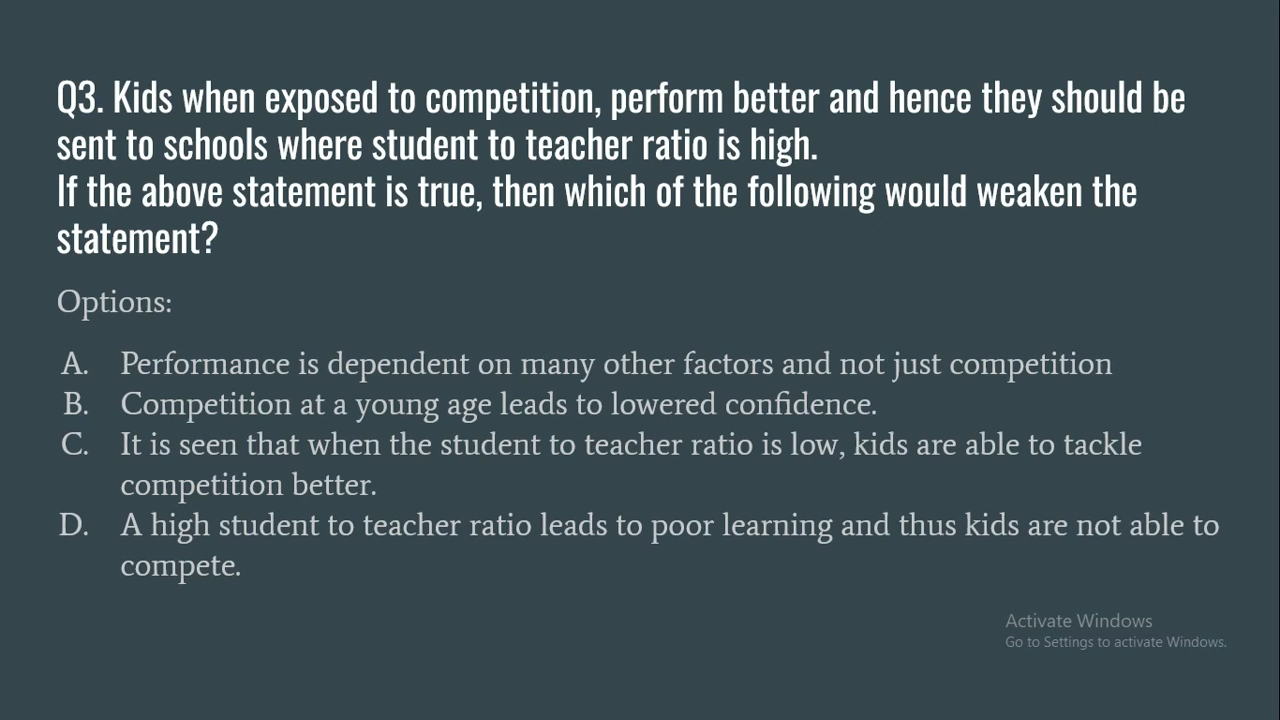 Q3. Kids when exposed to competition, perform better and hence they should be
sent to schools where student to teacher ratio is high.
If the above statement is true, then which of the following would weaken the
statement?
Options:
A. Performance is dependent on many other factors and not just competition
B. Competition at a young age leads to lowered confidence.
C. It is seen that when the student to teacher ratio is low, kids are able to tackle
competition better.
D. A high student to teacher ratio leads to poor learning and thus kids are not able to
compete.
Activate Windows
Go to Settings to activate Windows.